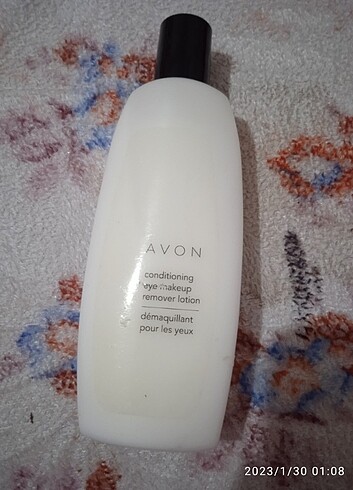 AVON
conditioning
eye makeup
remover lotion
démaquillant
pour les yeux
2023/1/30 01:08